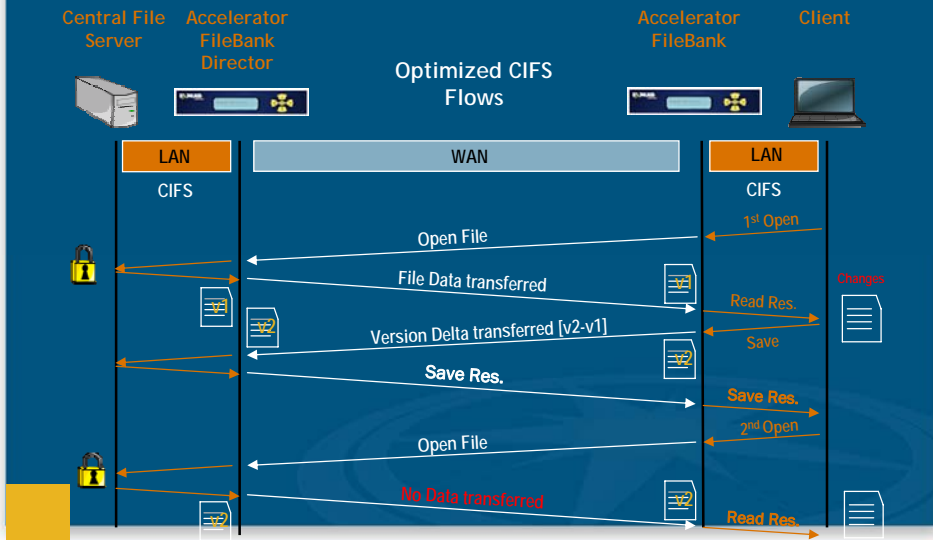 Central File
Server
Accelerator
FileBank
Director
Optimized CIFS
Flows
Accelerator
FileBank
Client
LAN
WAN
LAN
CIFS
CIFS
1st Open
Open File
File Data transferred
v1
Changes
v1
Read Res.
v2
Version Delta transferred [v2-v1]
Save
v2
Save Res.
Save Res.
2nd Open
Open File
No Data transferred
v2
v2
Read Res.